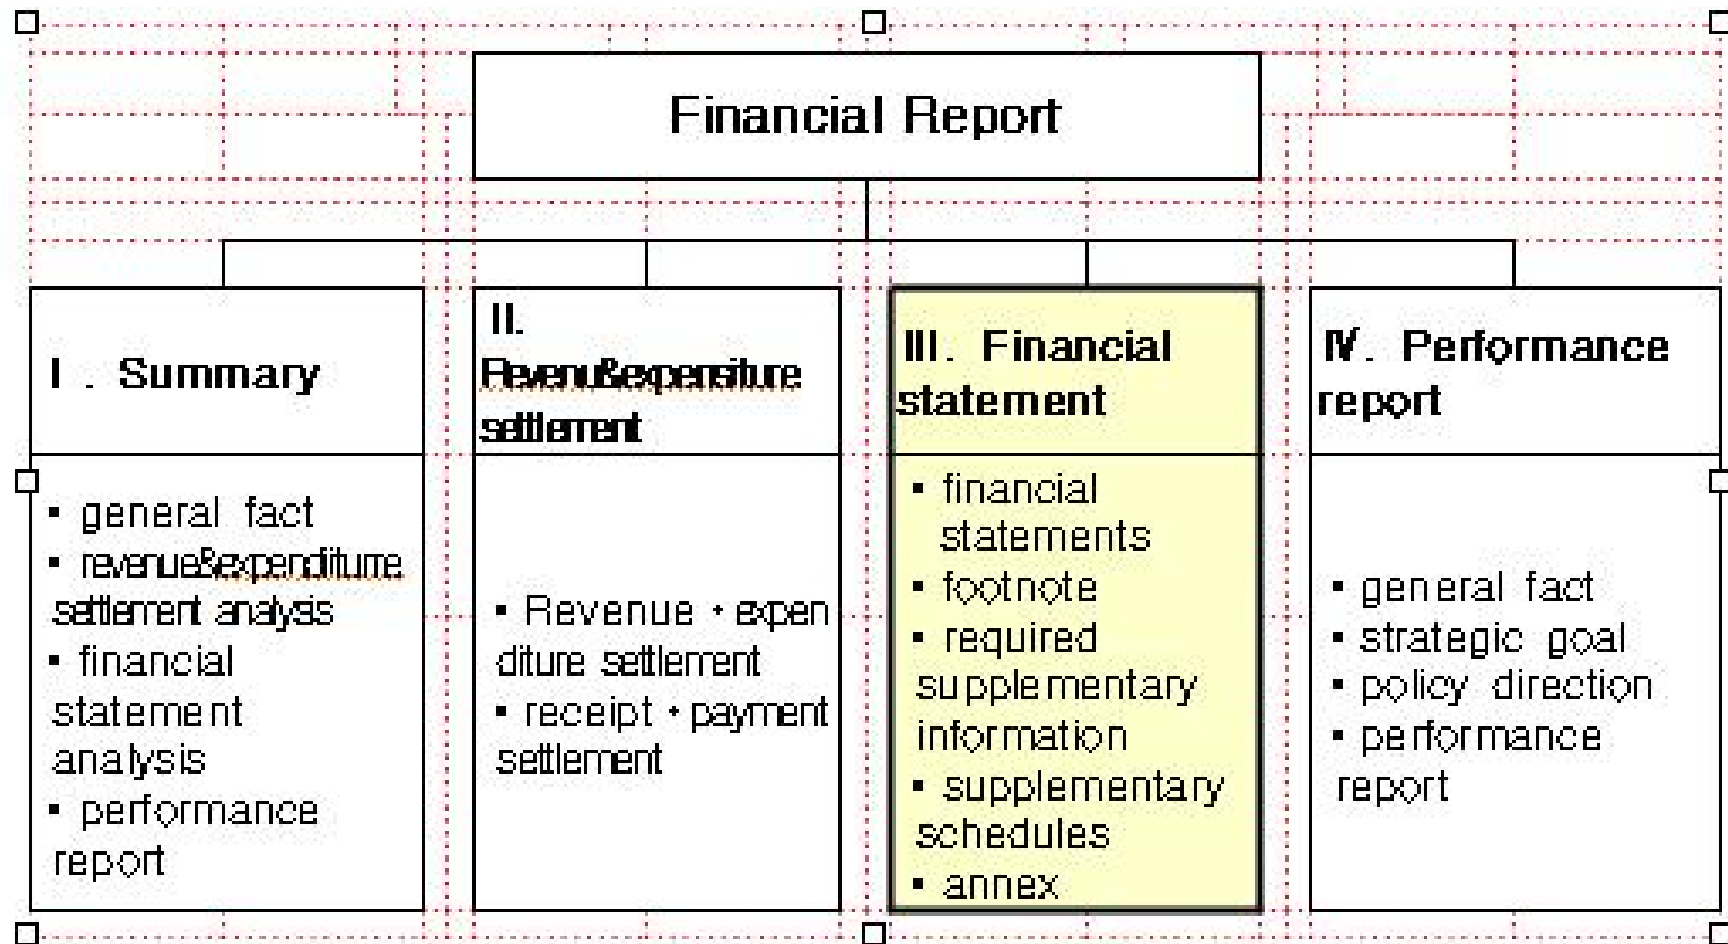 Financial Report
Ⅰ. Summary
▪ general fact
▪ revenue&expenditure
settlement analysis
▪ financial
statement
analysis
▪ performance
report
II.
Revenu&expensiture
settlement
▪ Revenue・expen
diture settlement
▪ receipt・payment
settlement
III. Financial
statement
▪ financial
statements
▪ footnote
▪ required
supplementary
information
▪ supplementary
schedules
▪ annex
Ⅳ. Performance
report
▪ general fact
▪ strategic goal
▪ policy direction
▪ performance
report